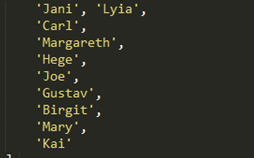 'Jani', 'Lyia',
'Carl',
'Margareth',
'Hege',
'Joe',
'Gustav',
'Birgit',
'Mary',
'Kai'
]